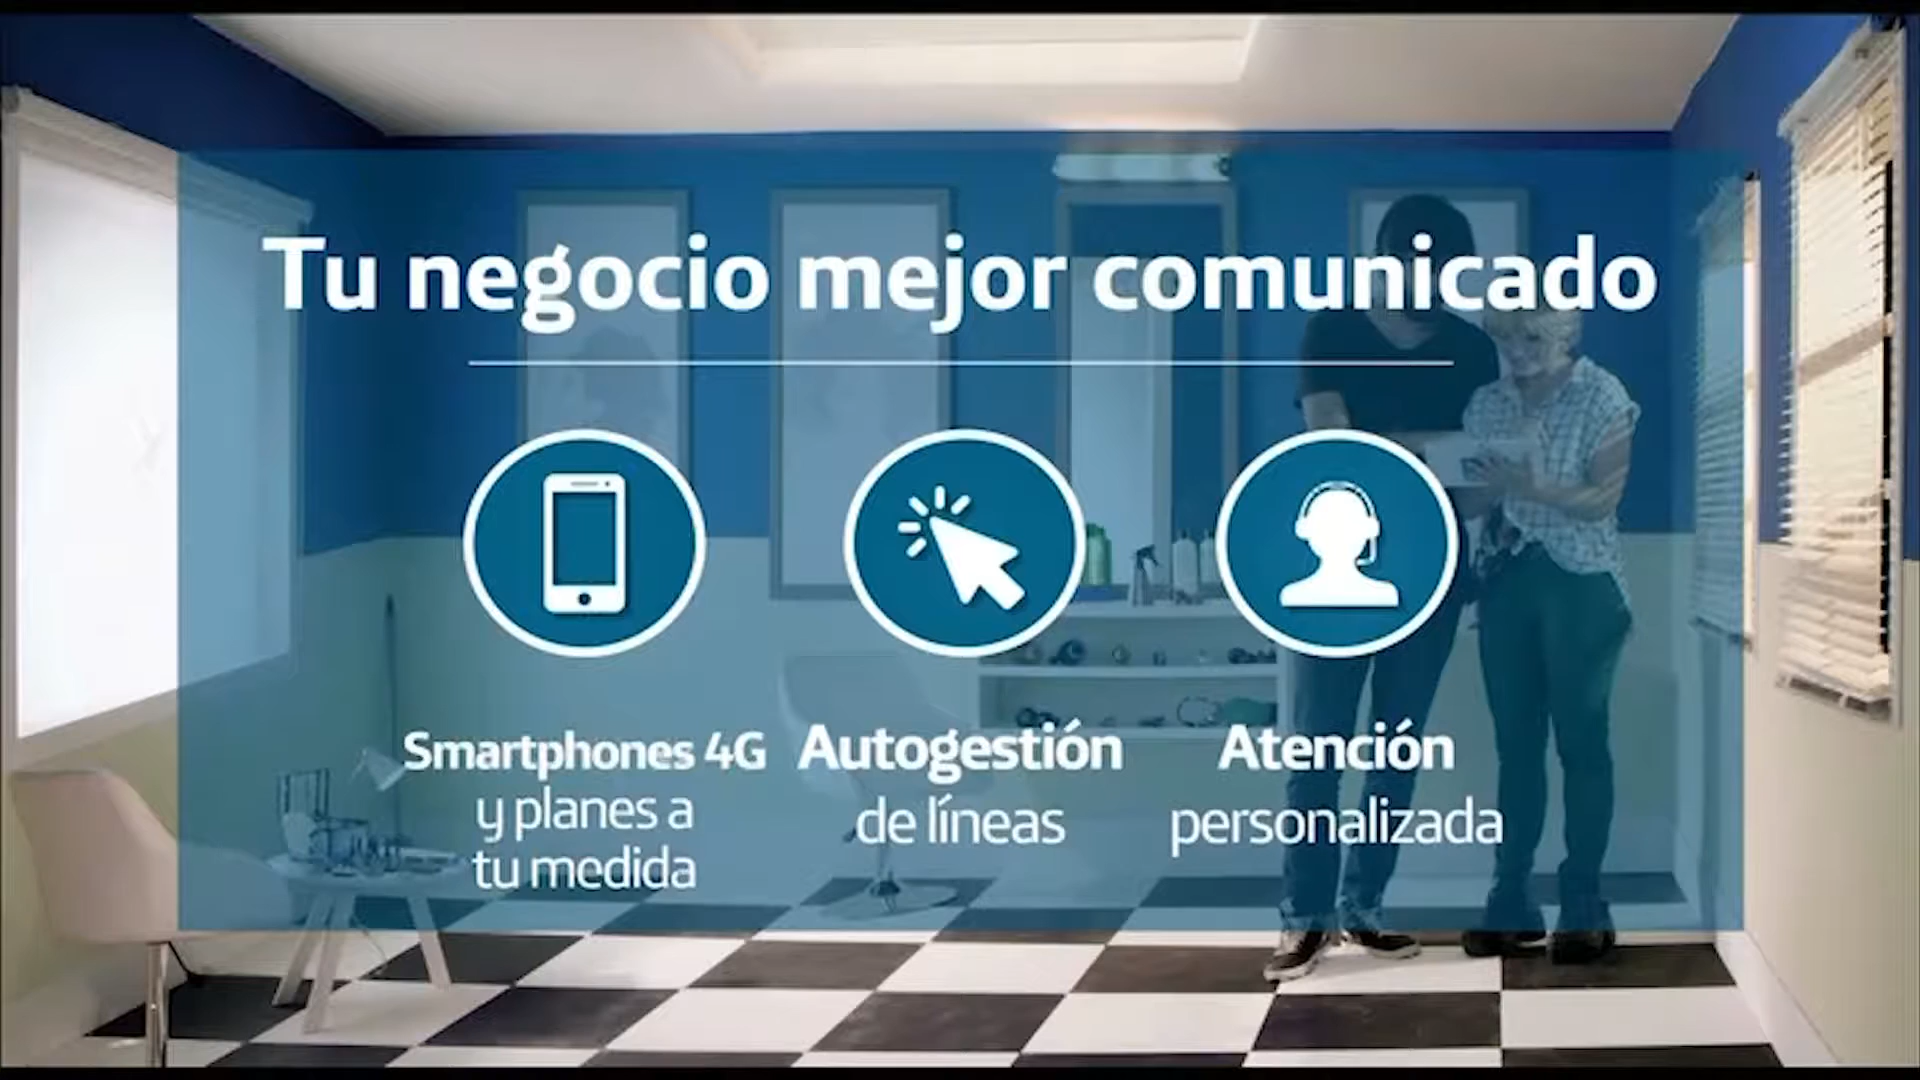 Tu negocio mejor comunicado
Smartphones 4G
y planes a
tu medida
Autogestión
de líneas
Atención
personalizada